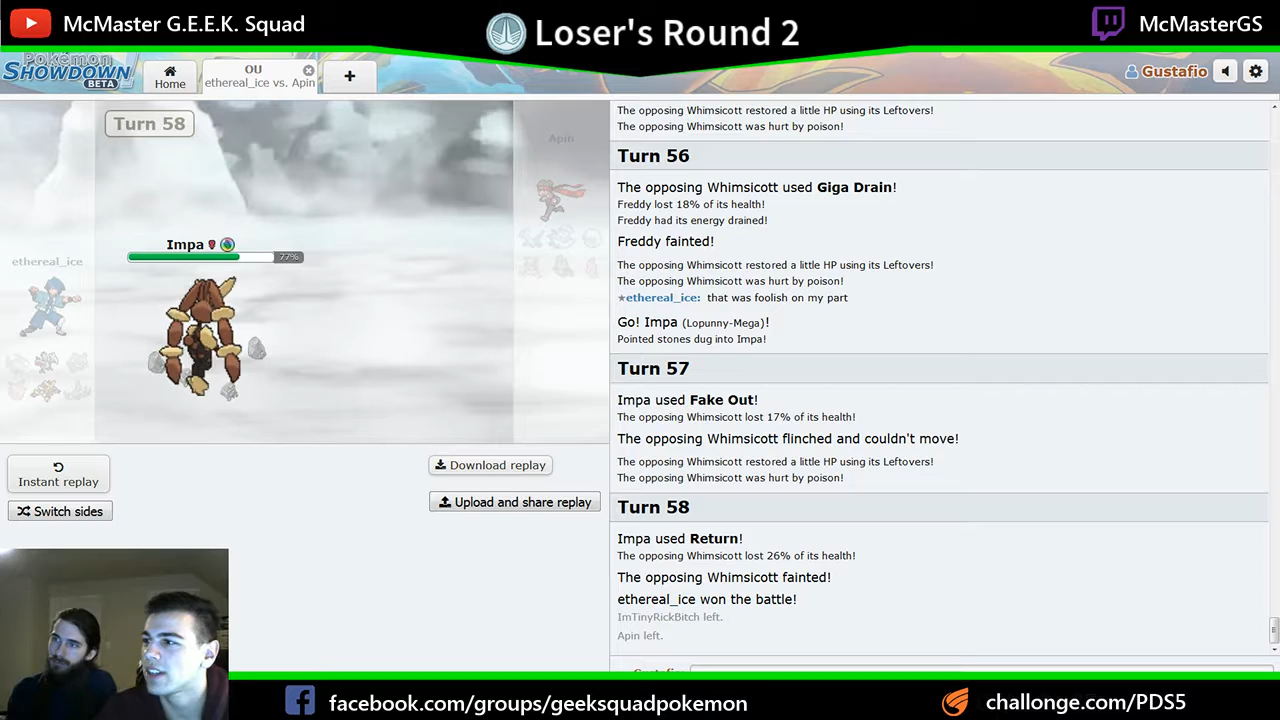 McMaster G.E.E.K. Squad
Loser's Round 2
McMasterGS
Pokémon
SHOWDOWN
BETA
Home
OU
ethereal_ice vs. Apin
Gustafio
Turn 58
Apin
Impa
77%
ethereal_ice
Instant replay
Switch sides
Download replay
Upload and share replay
The opposing Whimsicott restored a little HP using its Leftovers!
The opposing Whimsicott was hurt by poison!
Turn 56
The opposing Whimsicott used Giga Drain!
Freddy lost 18% of its health!
Freddy had its energy drained!
Freddy fainted!
The opposing Whimsicott restored a little HP using its Leftovers!
The opposing Whimsicott was hurt by poison!
★ethereal_ice: that was foolish on my part
Go! Impa (Lopunny-Mega)!
Pointed stones dug into Impa!
Turn 57
Impa used Fake Out!
The opposing Whimsicott lost 17% of its health!
The opposing Whimsicott flinched and couldn't move!
The opposing Whimsicott restored a little HP using its Leftovers!
The opposing Whimsicott was hurt by poison!
Turn 58
Impa used Return!
The opposing Whimsicott lost 26% of its health!
The opposing Whimsicott fainted!
ethereal_ice won the battle!
ImTinyRickBitch left.
Apin left.
facebook.com/groups/geeksquadpokemon
challonge.com/PDS5